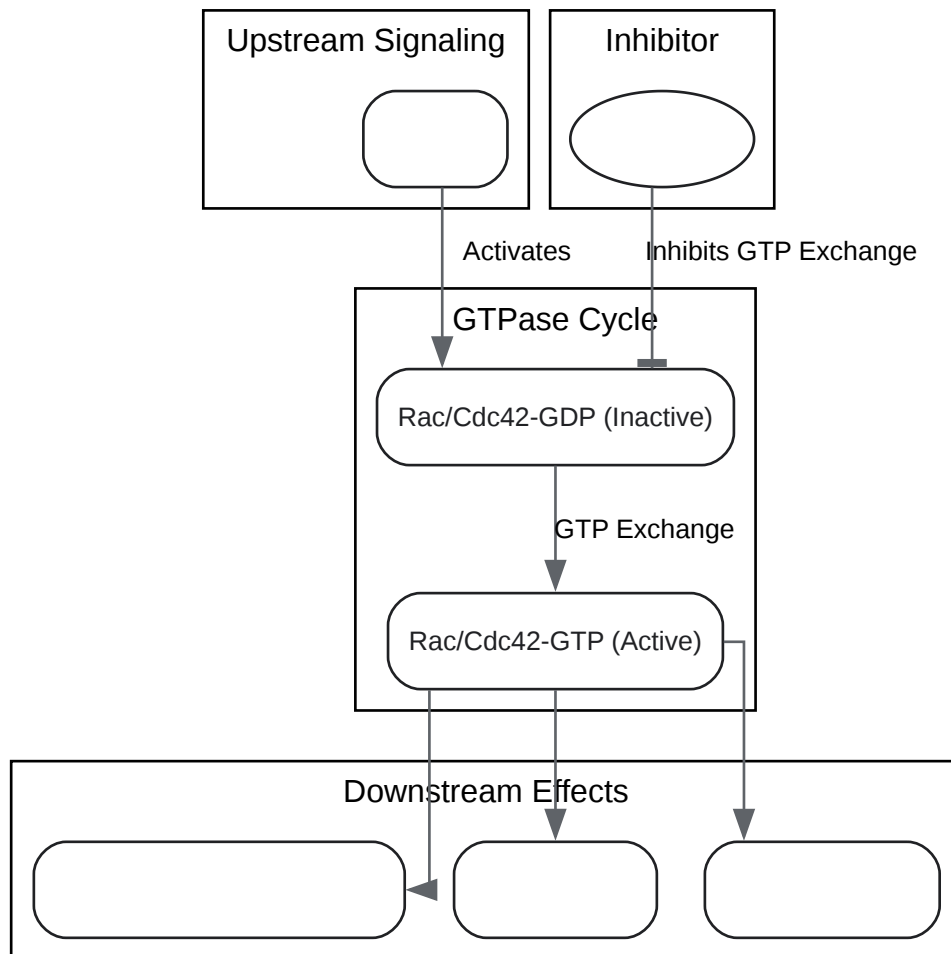 Upstream Signaling
Inhibitor
Activates
Inhibits GTP Exchange
GTPase Cycle
Rac/Cdc42-GDP (Inactive)
GTP Exchange
Rac/Cdc42-GTP (Active)
Downstream Effects